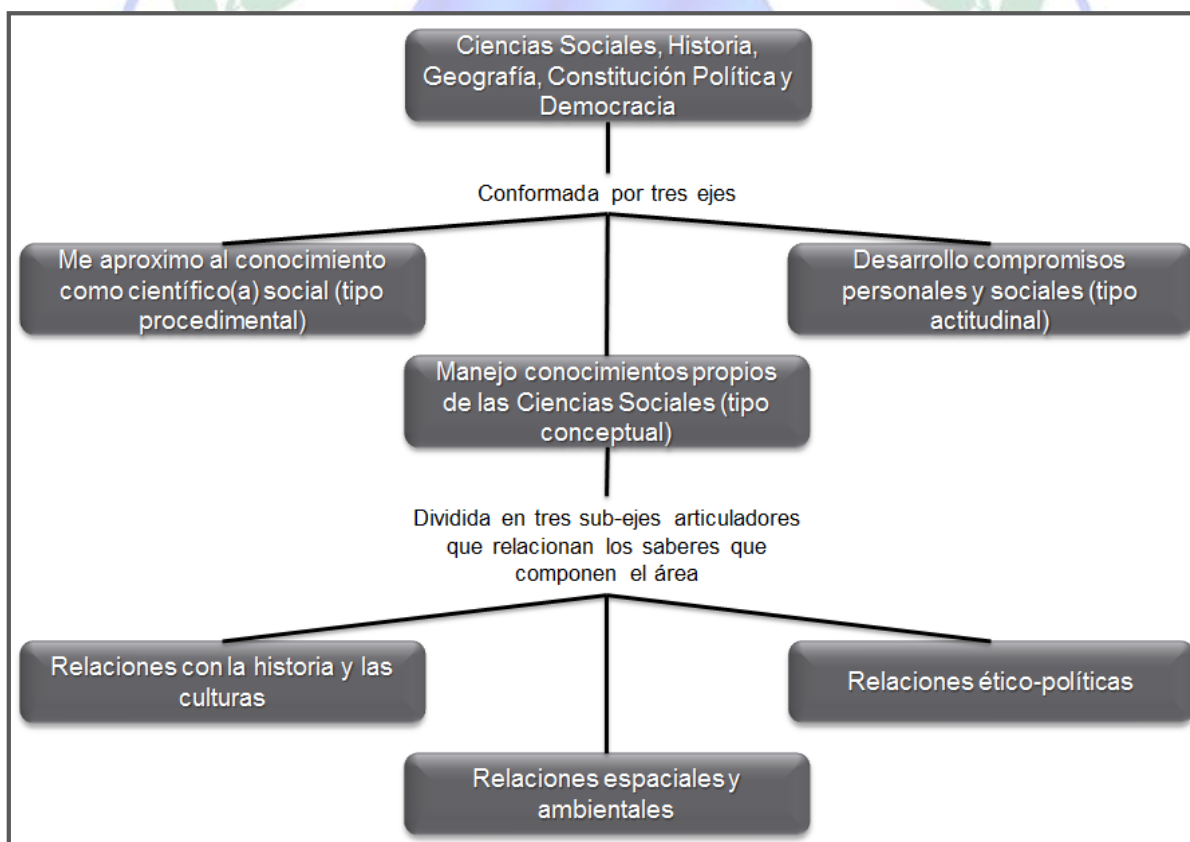 Ciencias Sociales, Historia,
Geografía, Constitución Política y
Democracia
Conformada por tres ejes
Me aproximo al conocimiento
como científico(a) social (tipo
procedimental)
Desarrollo compromisos
personales y sociales (tipo
actitudinal)
Manejo conocimientos propios
de las Ciencias Sociales (tipo
conceptual)
Dividida en tres sub-ejes articuladores
que relacionan los saberes que
componen el área
Relaciones con la historia y las
culturas
Relaciones ético-políticas
Relaciones espaciales y
ambientales